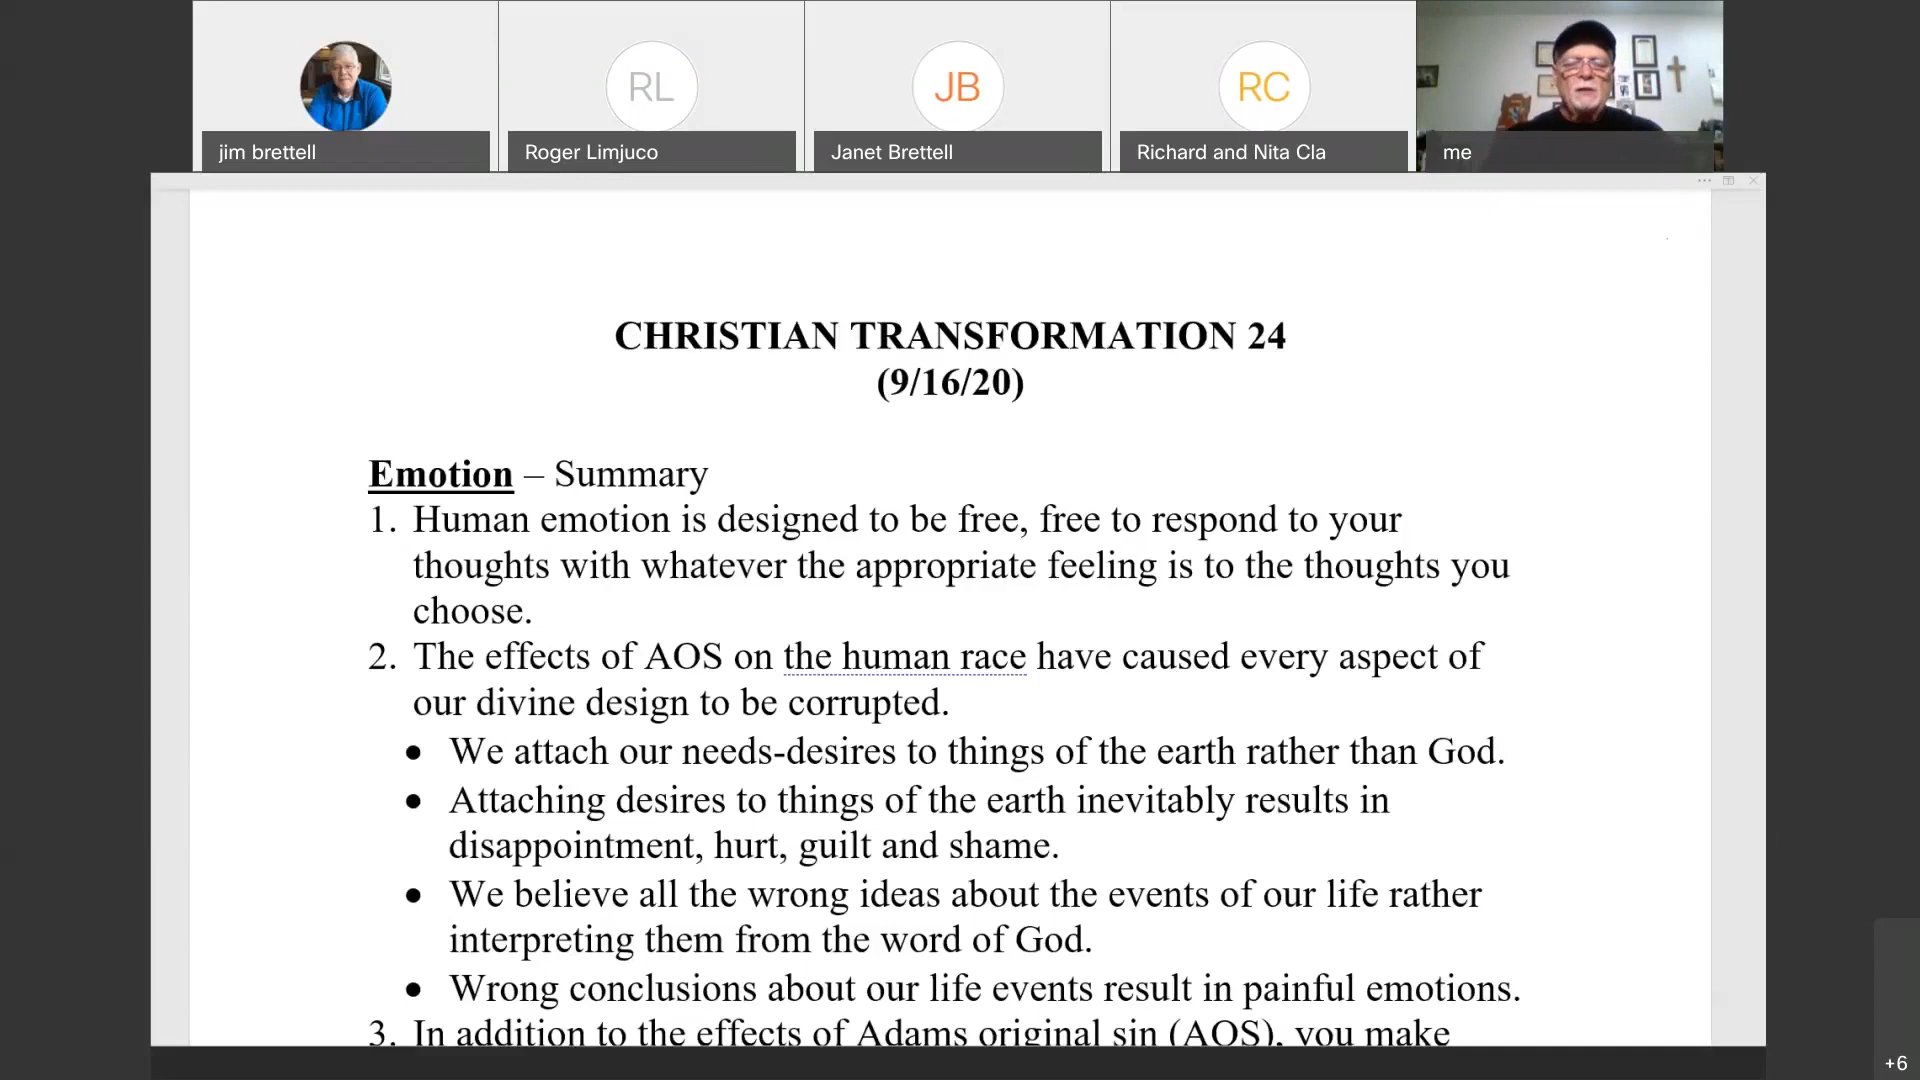 RL
JB
RC
jim brettell
Roger Limjuco
Janet Brettell
Richard and Nita Cla
me
CHRISTIAN TRANSFORMATION 24
(9/16/20)
Emotion – Summary
1. Human emotion is designed to be free, free to respond to your
thoughts with whatever the appropriate feeling is to the thoughts you
choose.
2. The effects of AOS on the human race have caused every aspect of
our divine design to be corrupted.
• We attach our needs-desires to things of the earth rather than God.
• Attaching desires to things of the earth inevitably results in
disappointment, hurt, guilt and shame.
• We believe all the wrong ideas about the events of our life rather
interpreting them from the word of God.
• Wrong conclusions about our life events result in painful emotions.
3. In addition to the effects of Adams original sin (AOS), you make
+6